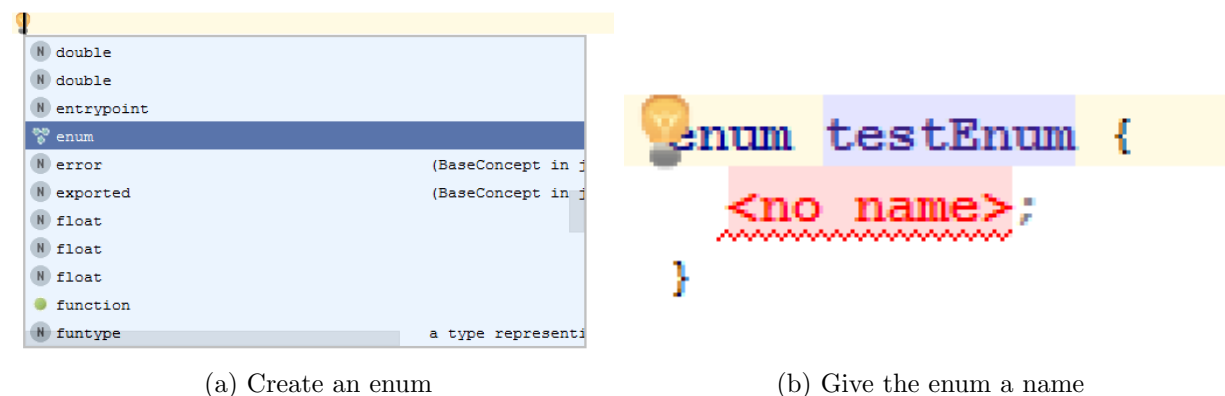 N double
N double
N entrypoint
enum
N error (BaseConcept in j
N exported (BaseConcept in j
N float
N float
N float
function
N funtype a type representi
(a) Create an enum
enum testEnum {
<no name>;
}
(b) Give the enum a name